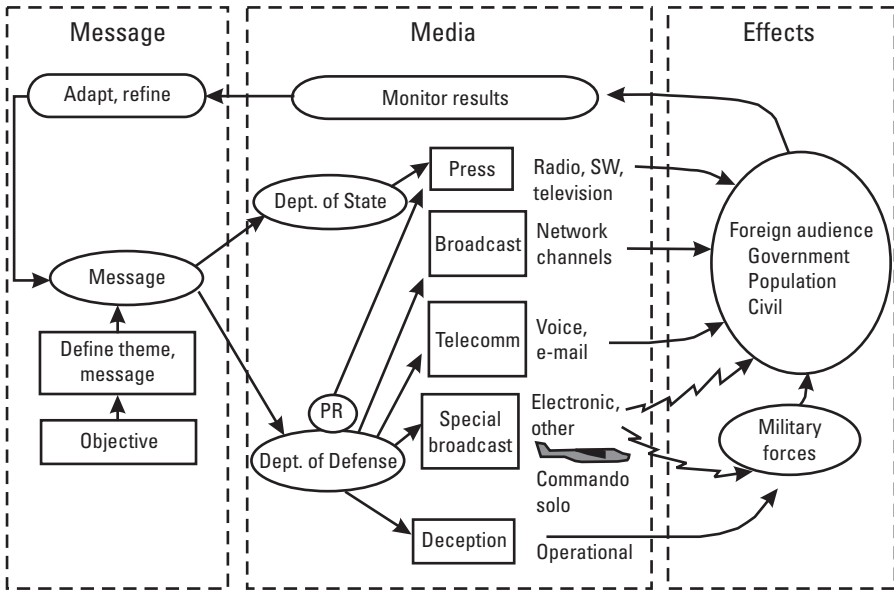 Message
Media
Effects
Adapt, refine
Monitor results
Press
Radio, SW,
television
Dept. of State
Broadcast
Network
channels
Foreign audience
Government
Population
Civil
Message
Define theme,
message
Telecomm
Voice,
e-mail
PR
Objective
Dept. of Defense
Special
broadcast
Electronic,
other
Commando
solo
Military
forces
Deception
Operational